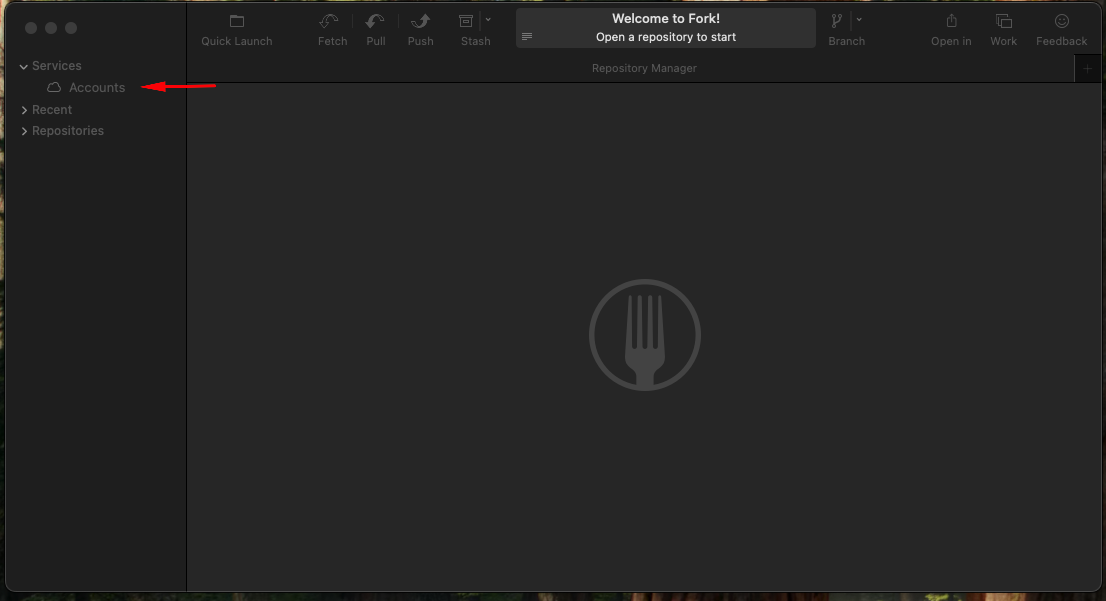 Quick Launch
Fetch
Pull
Push
Stash
Welcome to Fork!
Open a repository to start
Branch
Open in
Work
Feedback
Repository Manager
Services
Accounts
Recent
Repositories